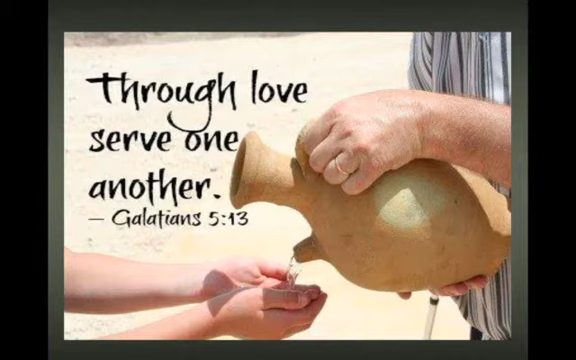 Through love
serve one
another.
– Galatians 5:13